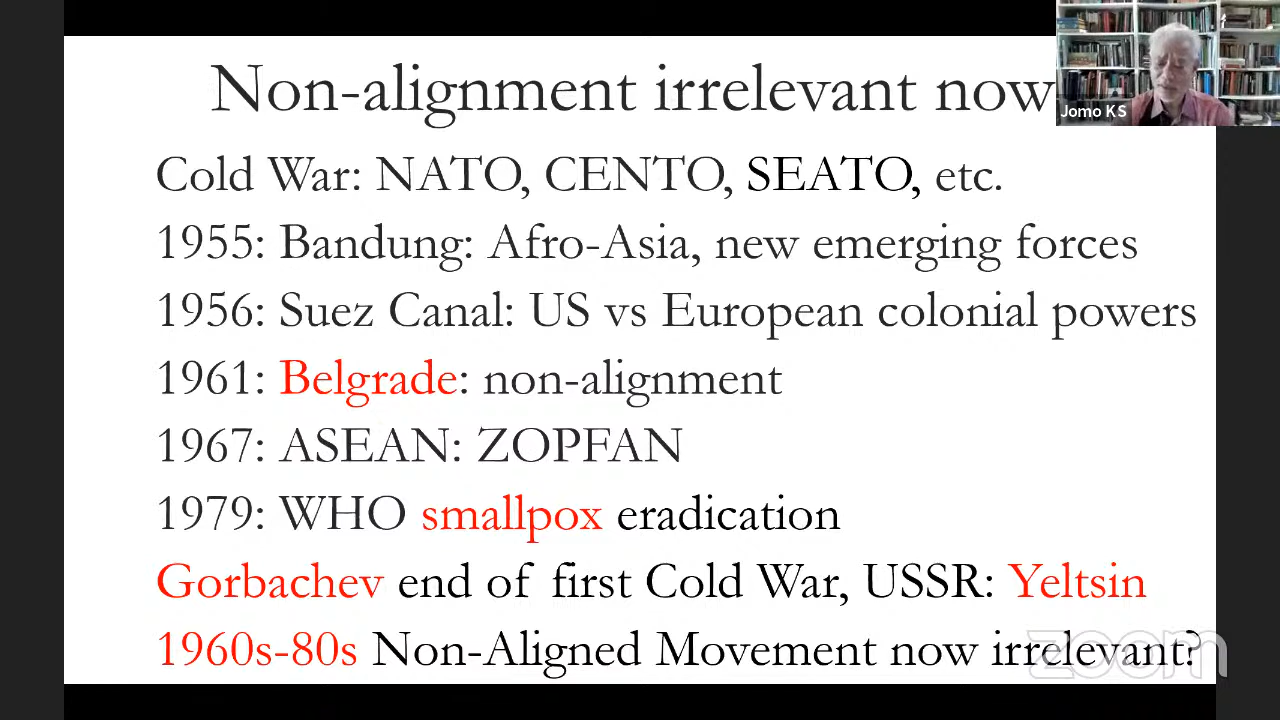 Non-alignment irrelevant now
Jomo KS
Cold War: NATO, CENTO, SEATO, etc.
1955: Bandung: Afro-Asia, new emerging forces
1956: Suez Canal: US vs European colonial powers
1961: Belgrade: non-alignment
1967: ASEAN: ZOPFAN
1979: WHO smallpox eradication
Gorbachev end of first Cold War, USSR: Yeltsin
1960s-80s Non-Aligned Movement now irrelevant?
zoom